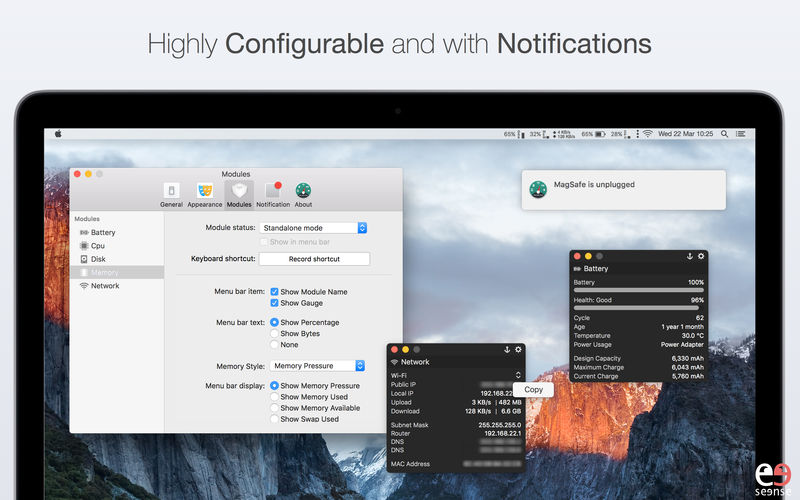 Highly Configurable and with Notifications
65% 32% 4 KB/s 128 KB/s 65% 28% Wed 22 Mar 10:25
Modules
General Appearance Modules Notification About
Modules
Battery
Cpu
Disk
Memory
Network
Module status: Standalone mode
Show in menu bar
Keyboard shortcut: Record shortcut
Menu bar item: Show Module Name
Show Gauge
Menu bar text: Show Percentage
Show Bytes
None
Memory Style: Memory Pressure
Menu bar display: Show Memory Pressure
Show Memory Used
Show Memory Available
Show Swap Used
MagSafe is unplugged
Battery
Battery 100%
Health: Good 96%
Cycle 62
Age 1 year 1 month
Temperature 30.0 °C
Power Usage Power Adapter
Design Capacity 6,330 mAh
Maximum Charge 6,043 mAh
Current Charge 5,760 mAh
Network
Wi-Fi
Public IP
Local IP 192.168.22.
Copy
Upload 3 KB/s | 482 MB
Download 128 KB/s | 6.6 GB
Subnet Mask 255.255.255.0
Router 192.168.22.1
DNS
DNS
MAC Address
seense